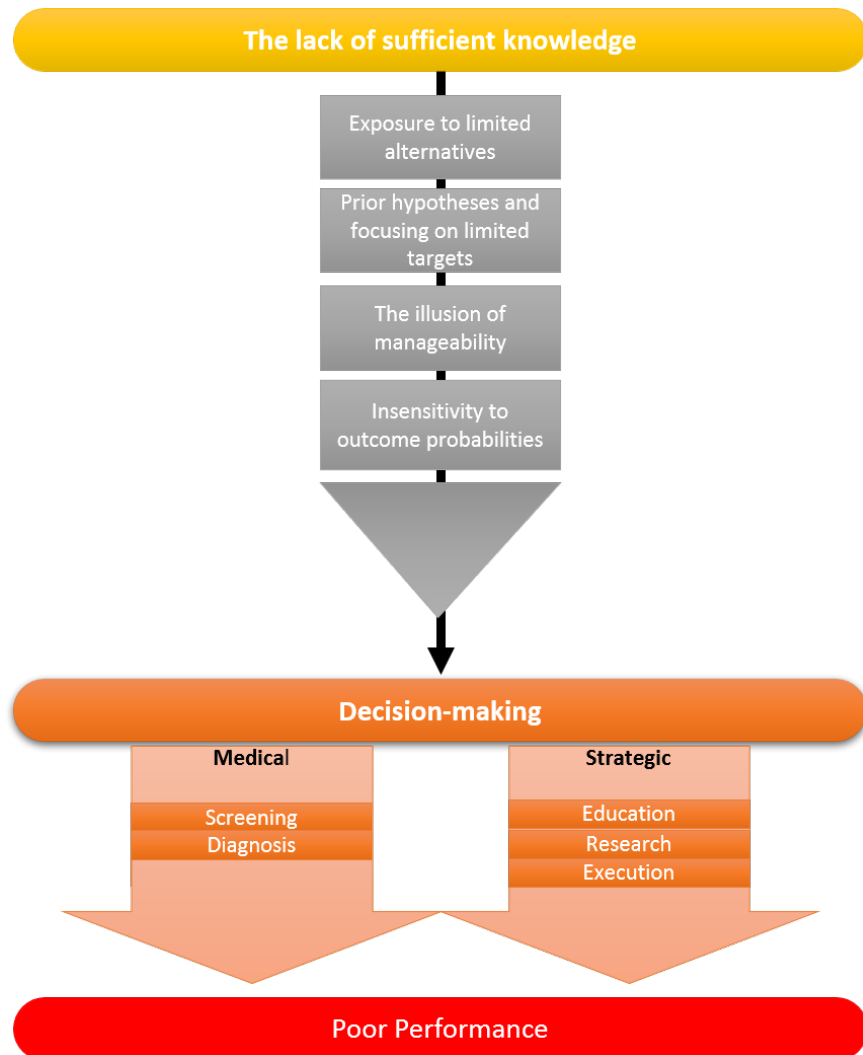 The lack of sufficient knowledge
Exposure to limited
alternatives
Prior hypotheses and
focusing on limited
targets
The illusion of
manageability
Insensitivity to
outcome probabilities
Decision-making
Medical
Screening
Diagnosis
Strategic
Education
Research
Execution
Poor Performance